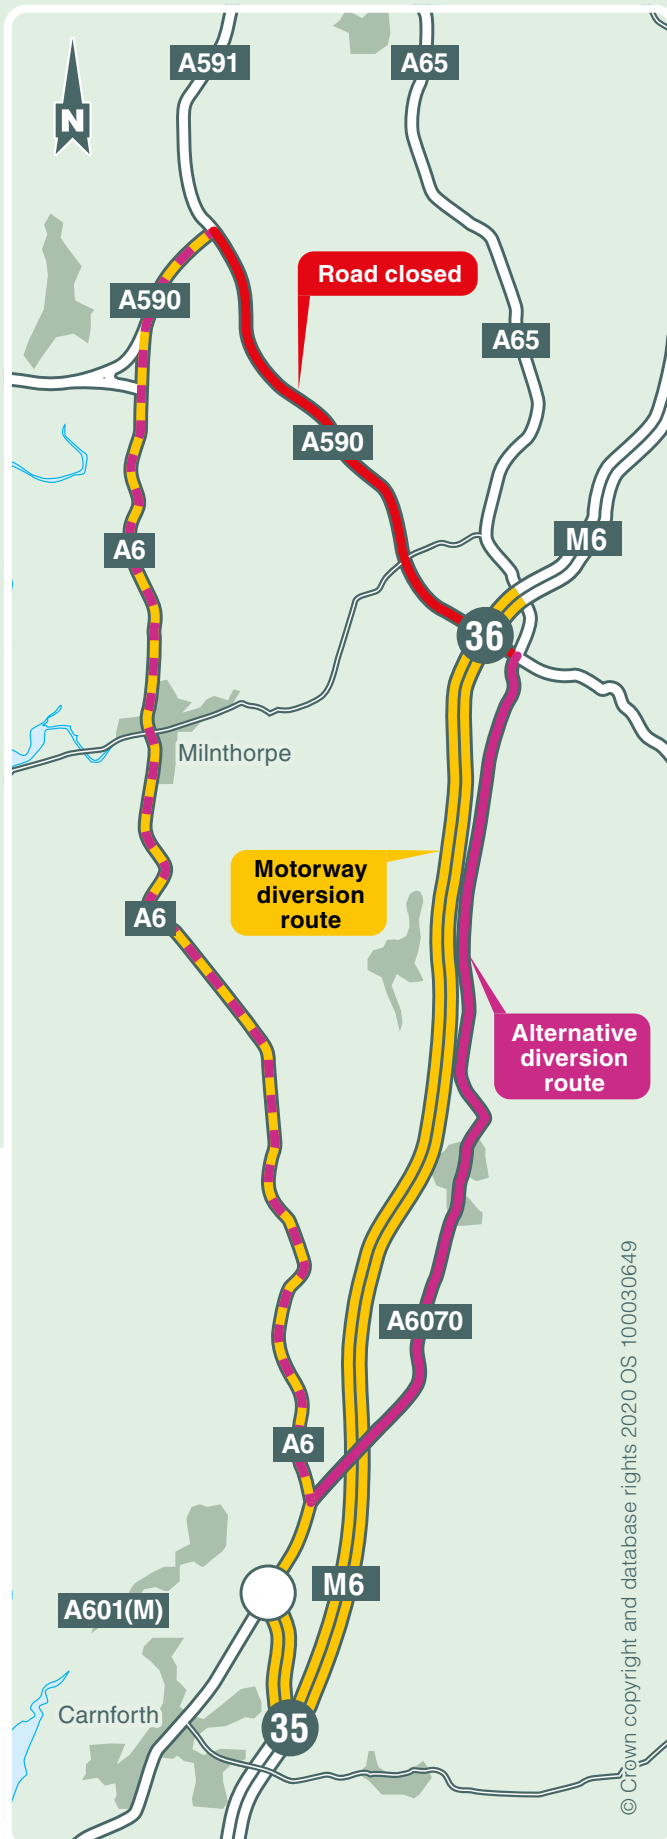 A591
A65
N
Road closed
A590
A65
A590
M6
A6
36
Milnthorpe
Motorway
diversion
route
A6
Alternative
diversion
route
A6070
A6
M6
A601(M)
Carnforth
35
© Crown copyright and database rights 2020 OS 100030649